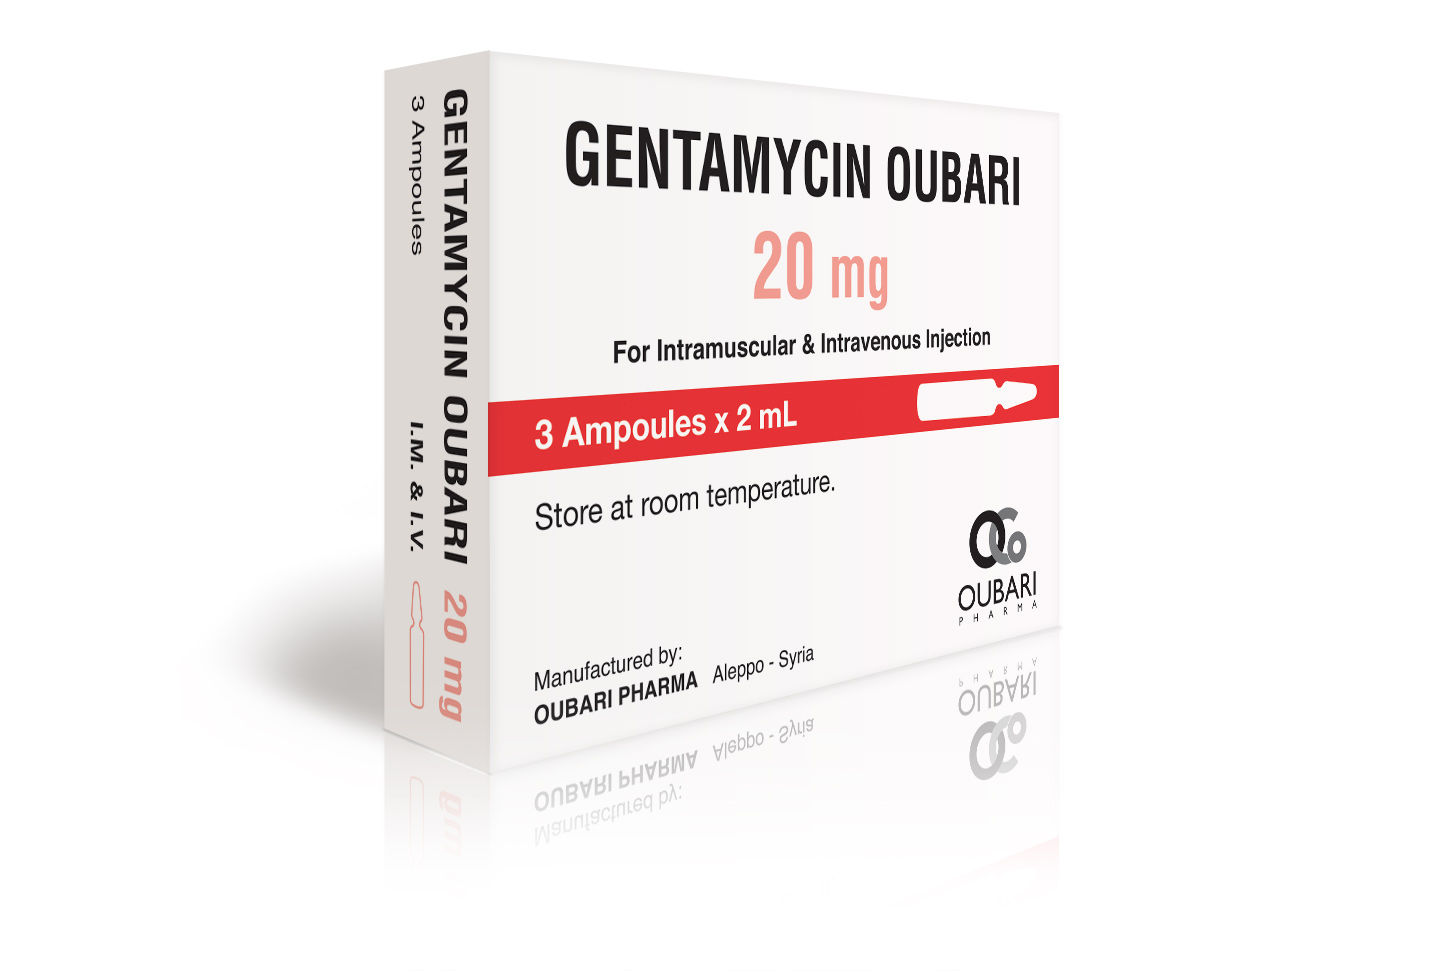 GENTAMYCIN OUBARI 20 mg
3 Ampoules I.M. & I.V.
GENTAMYCIN OUBARI
20 mg
For Intramuscular & Intravenous Injection
3 Ampoules x 2 mL
Store at room temperature.
OUBARI
PHARMA
Manufactured by:
OUBARI PHARMA Aleppo - Syria